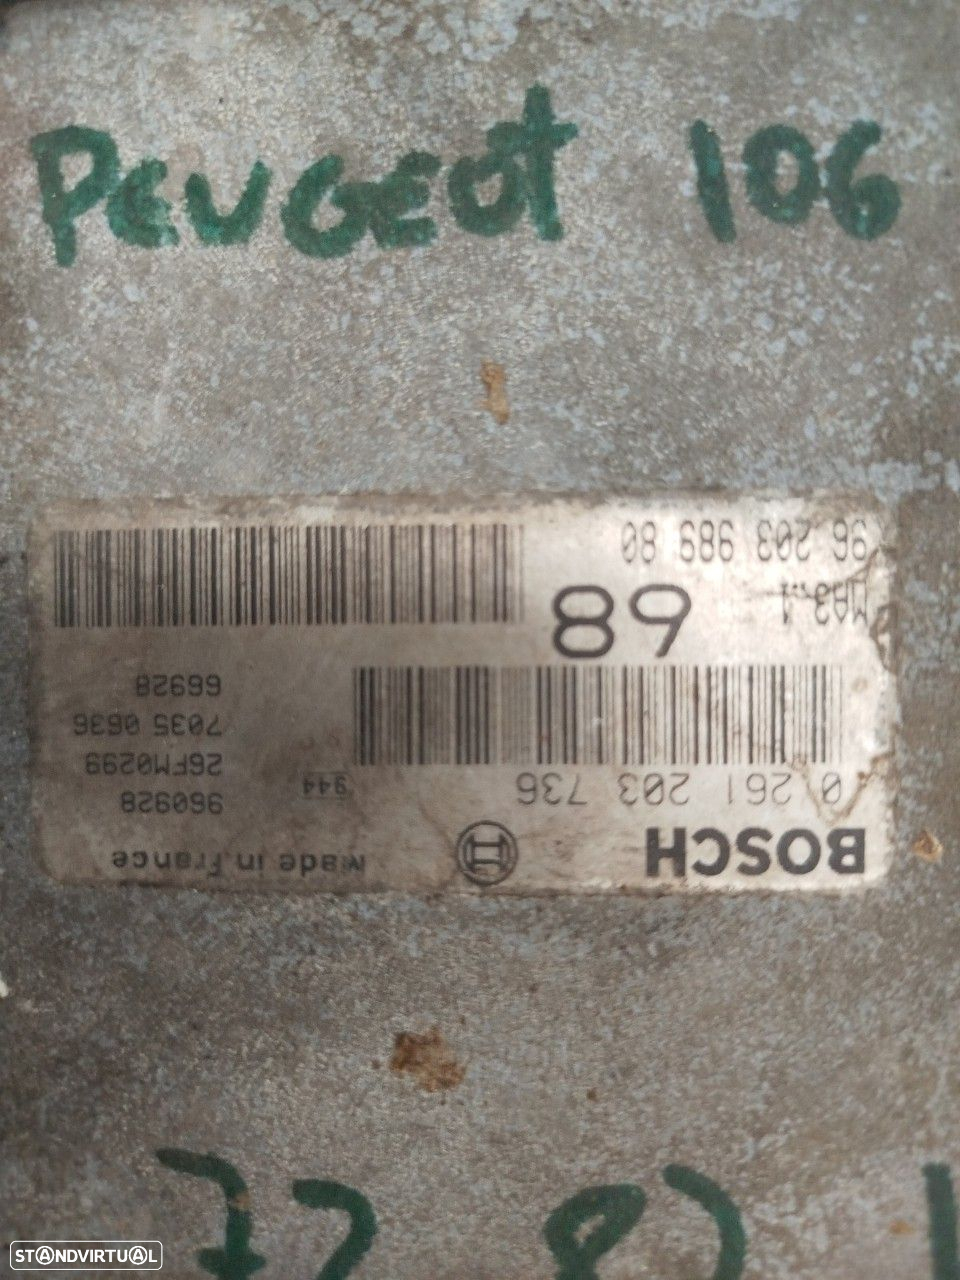 PEUGEOT 106
BOSCH
Made in France
0 261 203 736
944
960928
26FM0299
7035 0636
66928
68
MA3.1
96 203 989 80
STANDVIRTUAL